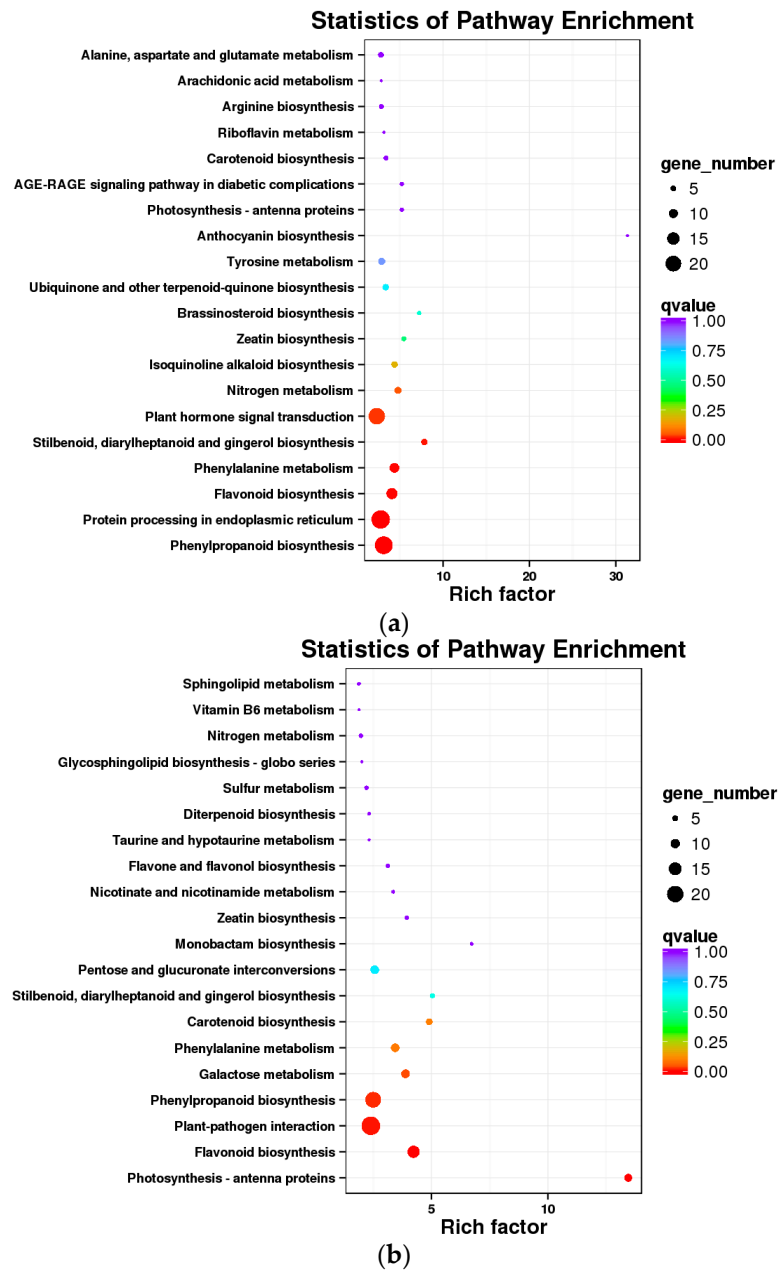 Statistics of Pathway Enrichment
Alanine, aspartate and glutamate metabolism
Arachidonic acid metabolism
Arginine biosynthesis
Riboflavin metabolism
Carotenoid biosynthesis
AGE-RAGE signaling pathway in diabetic complications
Photosynthesis - antenna proteins
Anthocyanin biosynthesis
Tyrosine metabolism
Ubiquinone and other terpenoid-quinone biosynthesis
Brassinosteroid biosynthesis
Zeatin biosynthesis
Isoquinoline alkaloid biosynthesis
Nitrogen metabolism
Plant hormone signal transduction
Stilbenoid, diarylheptanoid and gingerol biosynthesis
Phenylalanine metabolism
Flavonoid biosynthesis
Protein processing in endoplasmic reticulum
Phenylpropanoid biosynthesis
10 20 30
Rich factor
gene_number
5
10
15
20
qvalue
1.00
0.75
0.50
0.25
0.00
(a)
Statistics of Pathway Enrichment
Sphingolipid metabolism
Vitamin B6 metabolism
Nitrogen metabolism
Glycosphingolipid biosynthesis - globo series
Sulfur metabolism
Diterpenoid biosynthesis
Taurine and hypotaurine metabolism
Flavone and flavonol biosynthesis
Nicotinate and nicotinamide metabolism
Zeatin biosynthesis
Monobactam biosynthesis
Pentose and glucuronate interconversions
Stilbenoid, diarylheptanoid and gingerol biosynthesis
Carotenoid biosynthesis
Phenylalanine metabolism
Galactose metabolism
Phenylpropanoid biosynthesis
Plant-pathogen interaction
Flavonoid biosynthesis
Photosynthesis - antenna proteins
5 10
Rich factor
gene_number
5
10
15
20
qvalue
1.00
0.75
0.50
0.25
0.00
(b)